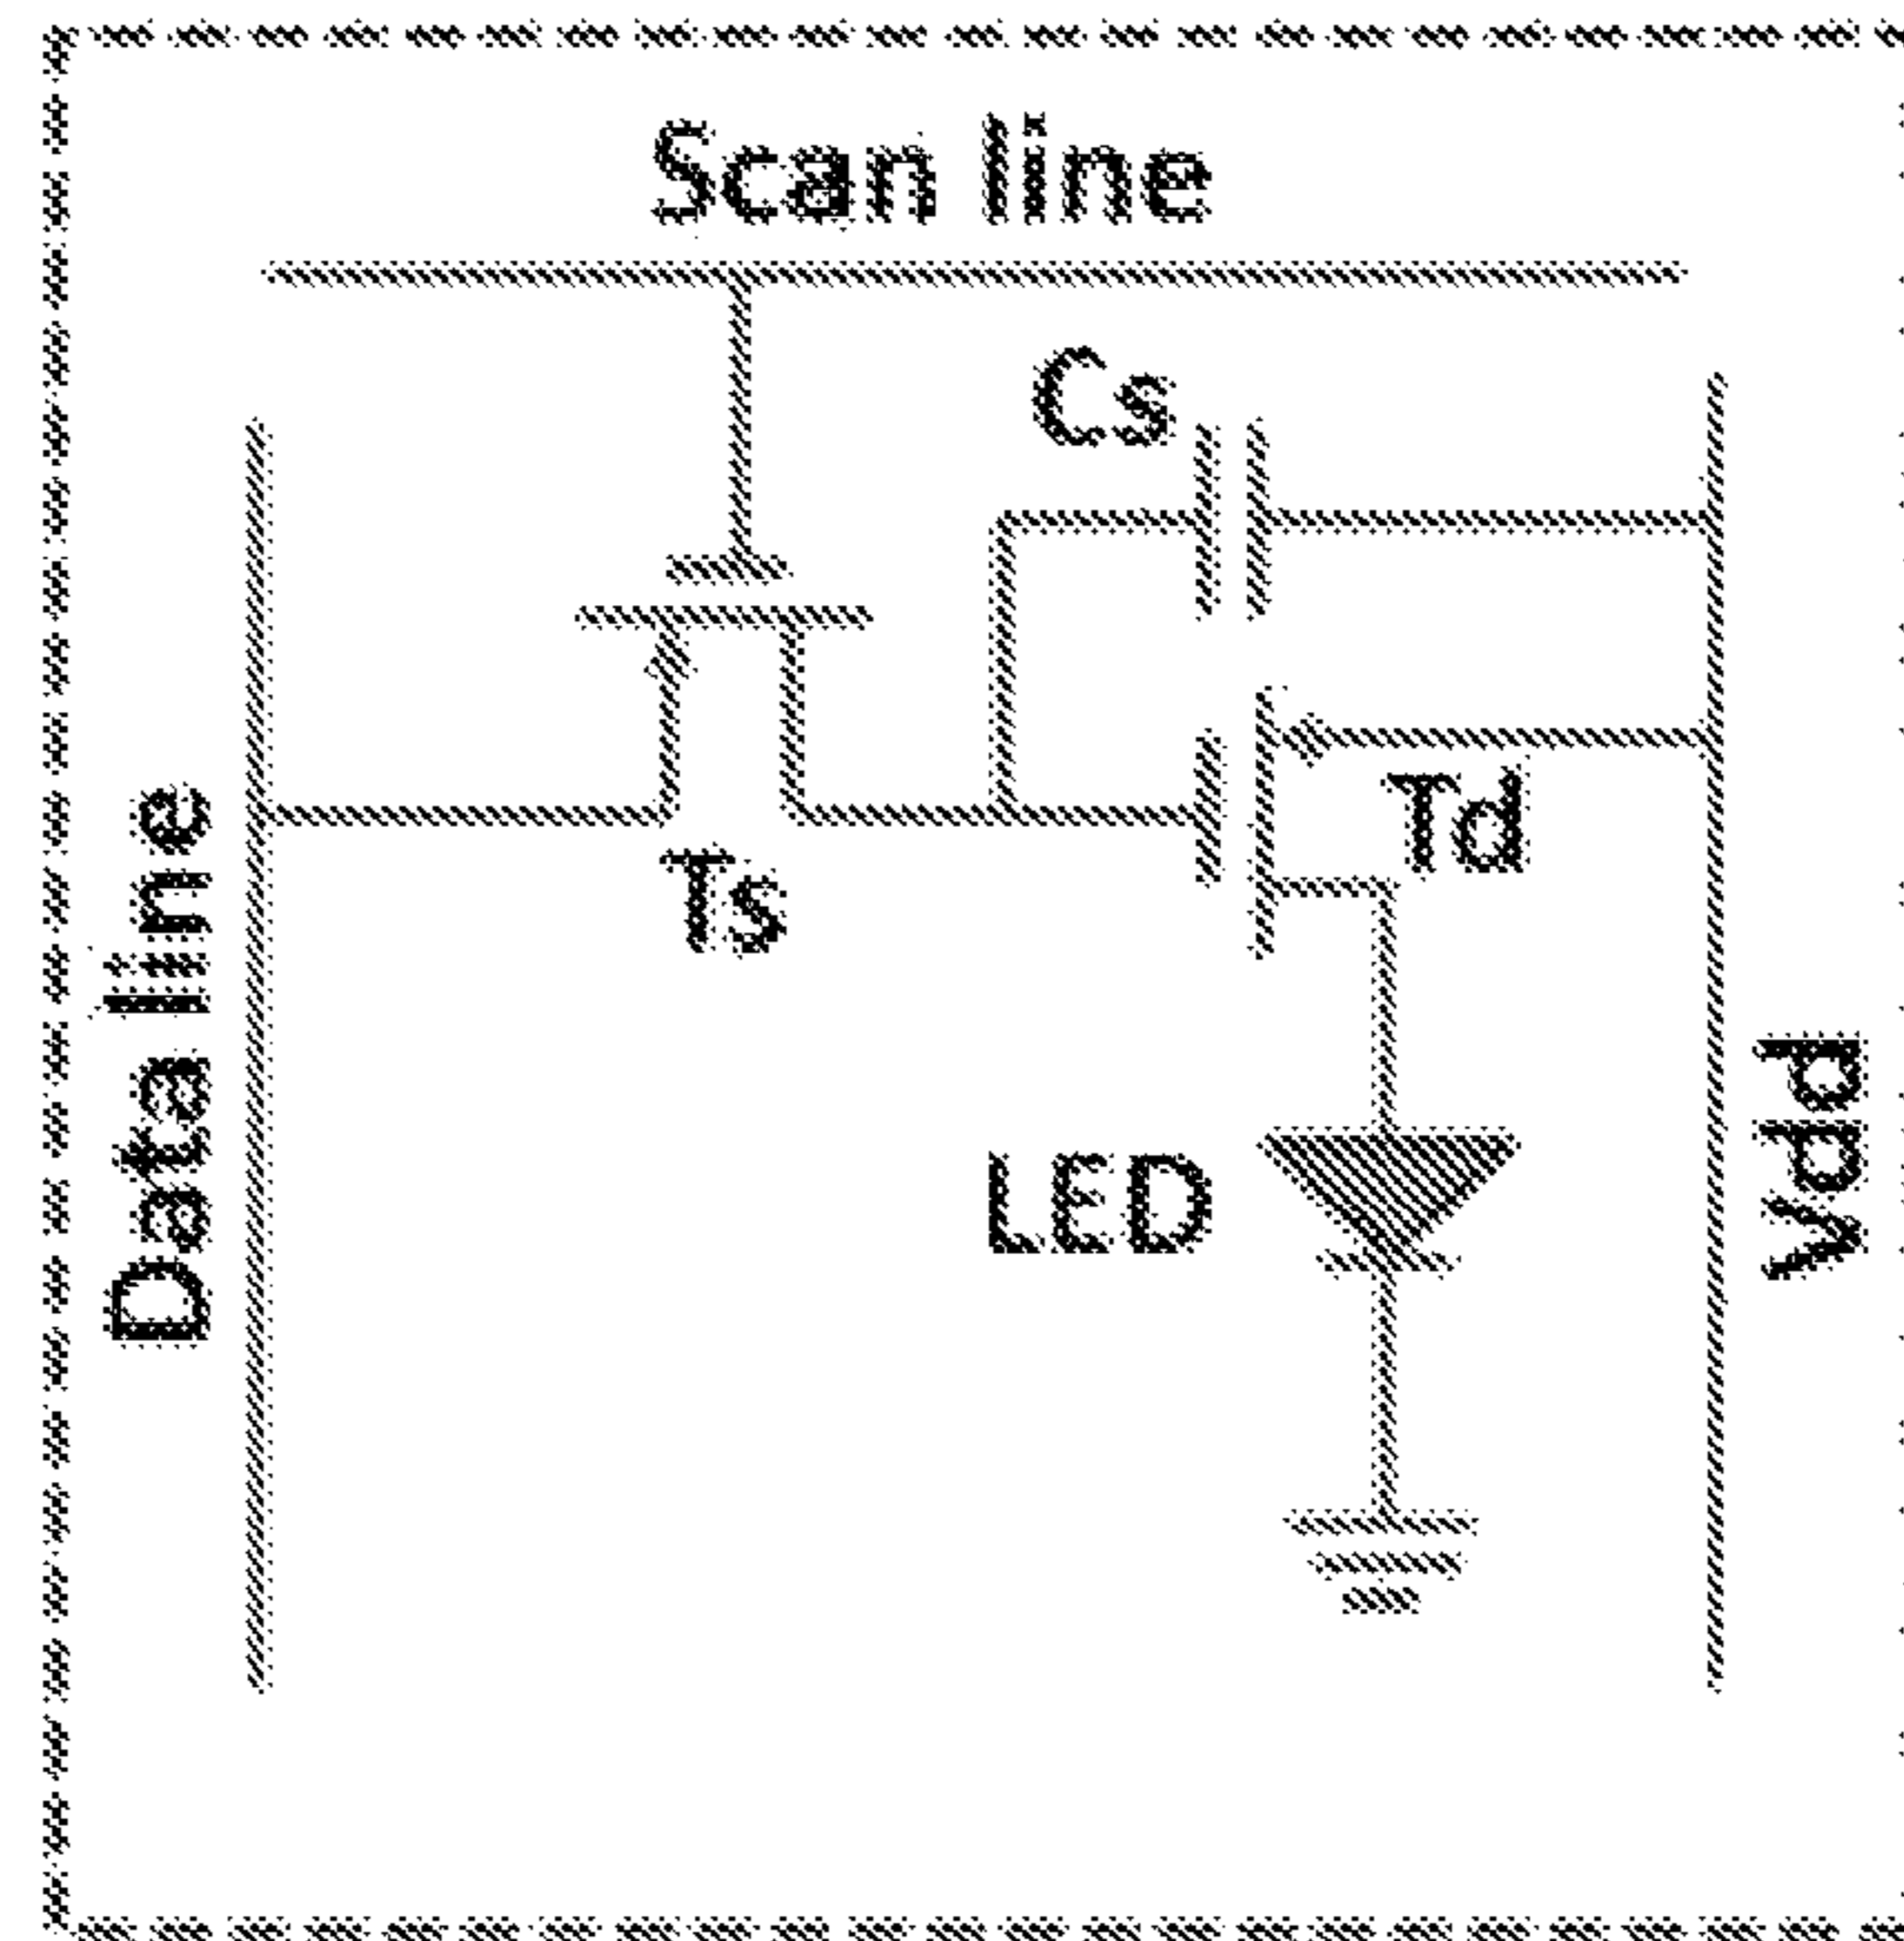 Scan line
Cs
Data line
Ts
Td
LED
Vdd